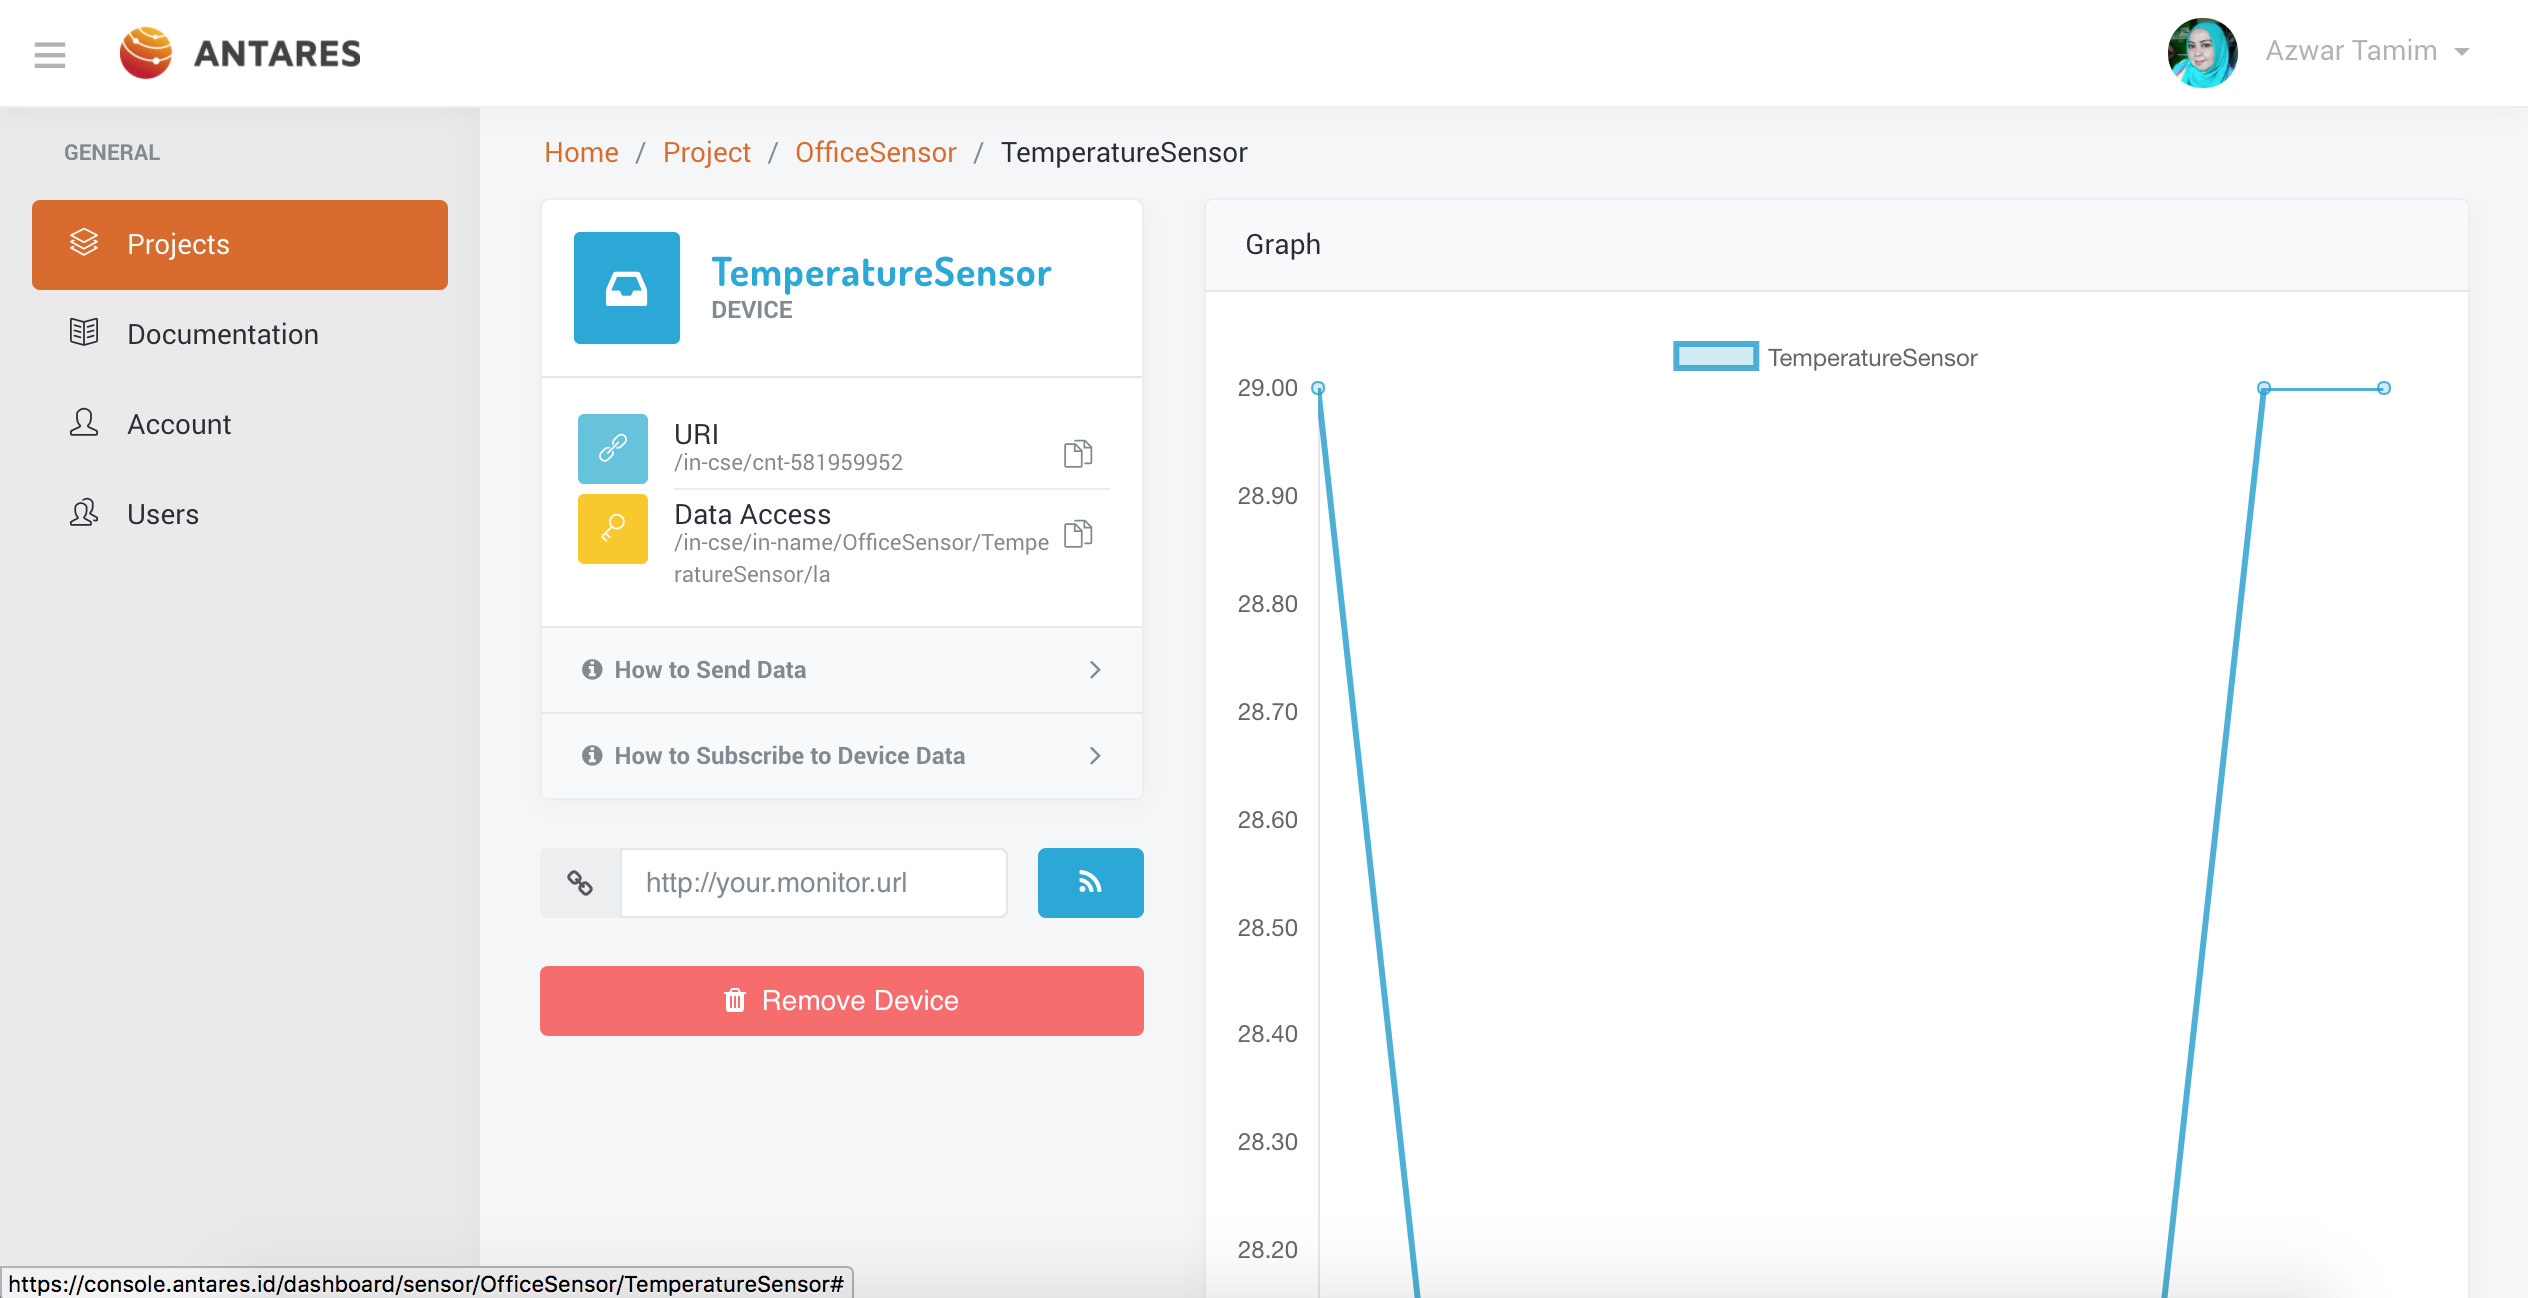 ANTARES
Azwar Tamim
GENERAL
Projects
Documentation
Account
Users
Home / Project / OfficeSensor / TemperatureSensor
TemperatureSensor
DEVICE
URI
/in-cse/cnt-581959952
Data Access
/in-cse/in-name/OfficeSensor/Tempe
ratureSensor/la
How to Send Data
How to Subscribe to Device Data
http://your.monitor.url
Remove Device
Graph
TemperatureSensor
29.00
28.90
28.80
28.70
28.60
28.50
28.40
28.30
28.20
https://console.antares.id/dashboard/sensor/OfficeSensor/TemperatureSensor#